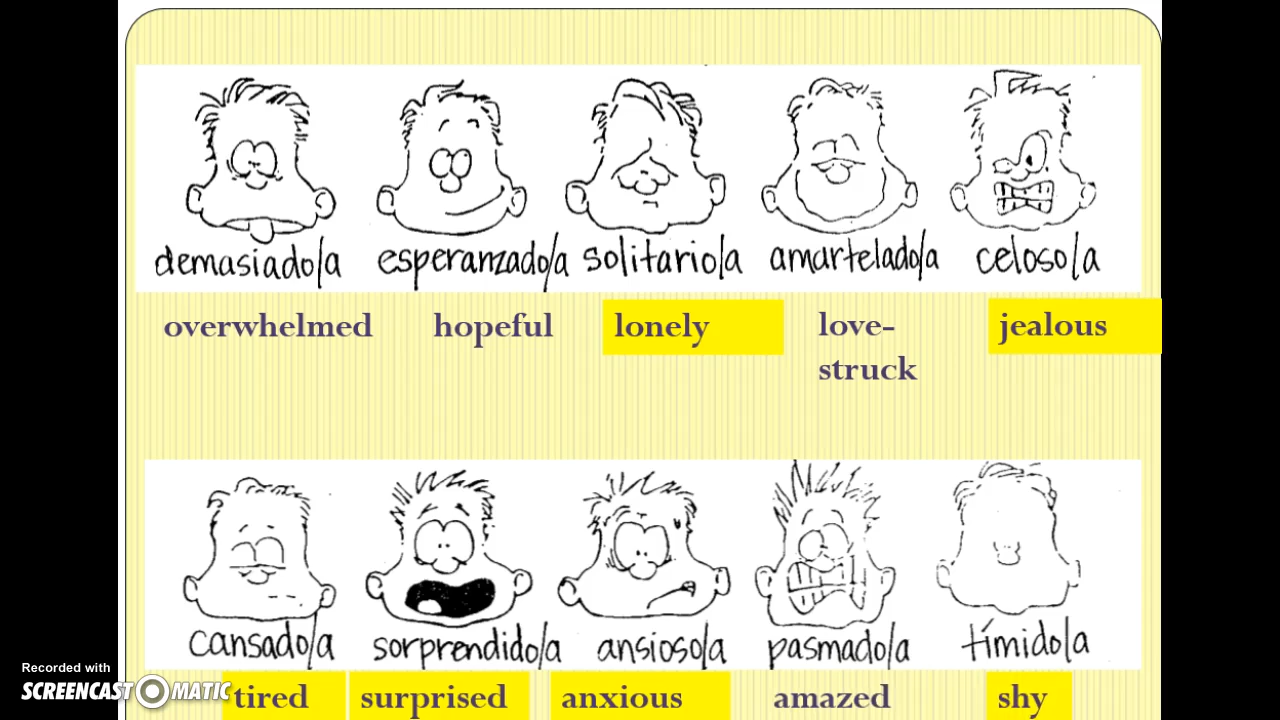 demasiado/a esperanzado/a solitario/a amartelado/a celoso/a
overwhelmed hopeful lonely love- jealous
struck
cansado/a sorprendido/a ansioso/a pasmado/a tímido/a
Recorded with
SCREENCAST-O-MATIC
tired surprised anxious amazed shy